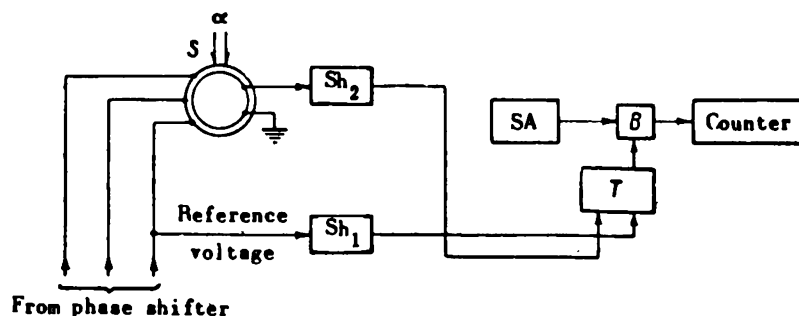 α
S
Sh2
SA
B
Counter
T
Reference
voltage
Sh1
From phase shifter